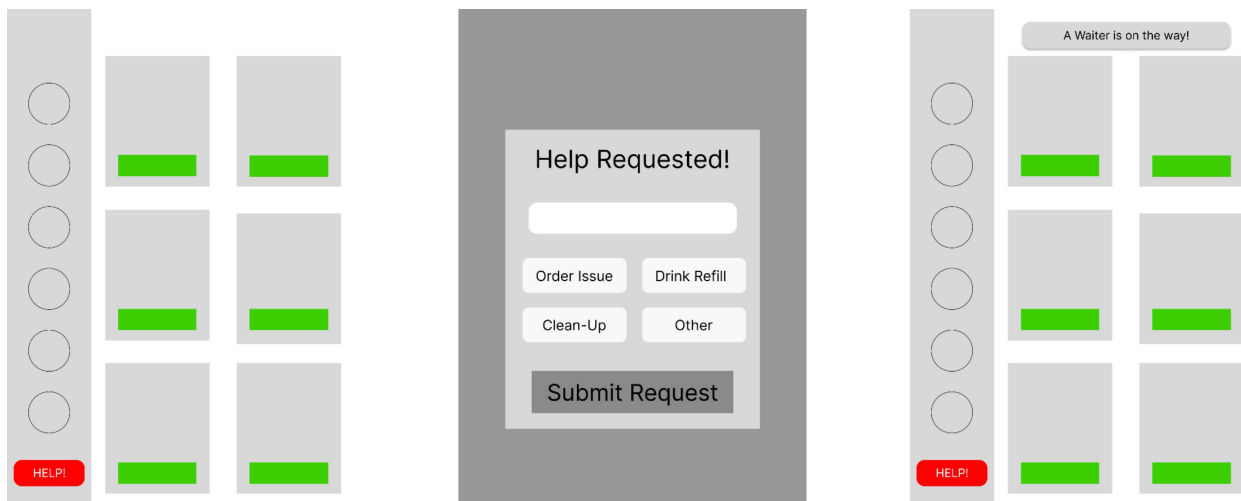 HELP!
Help Requested!
Order Issue
Drink Refill
Clean-Up
Other
Submit Request
A Waiter is on the way!
HELP!